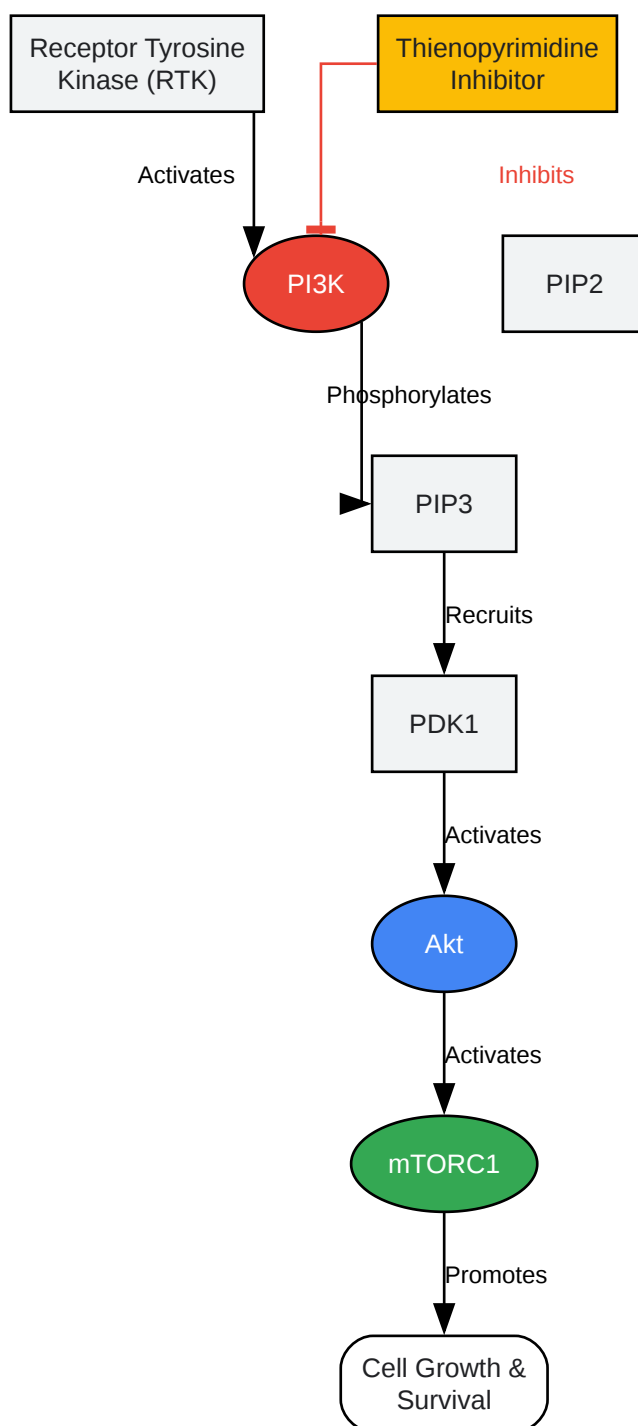 Receptor Tyrosine
Kinase (RTK)
Thienopyrimidine
Inhibitor
Activates
Inhibits
PI3K
PIP2
Phosphorylates
PIP3
Recruits
PDK1
Activates
Akt
Activates
mTORC1
Promotes
Cell Growth &
Survival